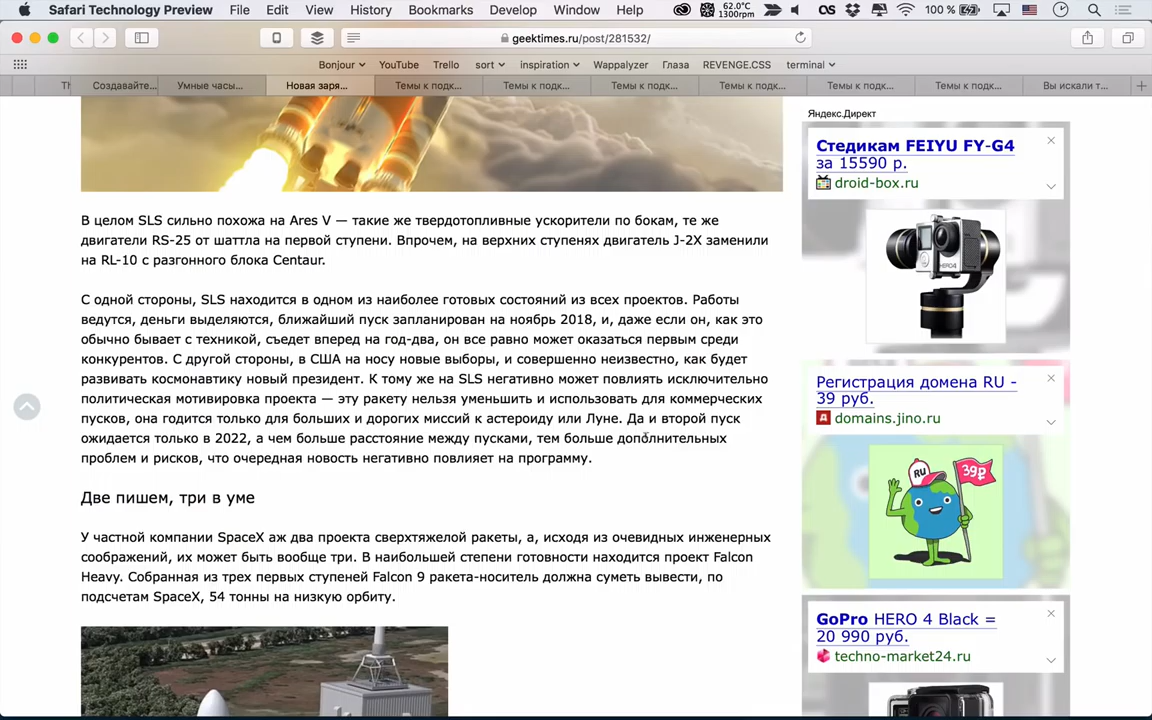 Safari Technology Preview File Edit View History Bookmarks Develop Window Help 62.0°C 1300rpm 100 %
geektimes.ru/post/281532/
Bonjour YouTube Trello sort inspiration Wappalyzer Глаза REVENGE.CSS terminal
Th Создавайте... Умные часы... Новая заря... Темы к подк... Темы к подк... Темы к подк... Темы к подк... Темы к подк... Темы к подк... Вы искали т...
В целом SLS сильно похожа на Ares V — такие же твердотопливные ускорители по бокам, те же
двигатели RS-25 от шаттла на первой ступени. Впрочем, на верхних ступенях двигатель J-2X заменили
на RL-10 с разгонного блока Centaur.
С одной стороны, SLS находится в одном из наиболее готовых состояний из всех проектов. Работы
ведутся, деньги выделяются, ближайший пуск запланирован на ноябрь 2018, и, даже если он, как это
обычно бывает с техникой, съедет вперед на год-два, он все равно может оказаться первым среди
конкурентов. С другой стороны, в США на носу новые выборы, и совершенно неизвестно, как будет
развивать космонавтику новый президент. К тому же на SLS негативно может повлиять исключительно
политическая мотивировка проекта — эту ракету нельзя уменьшить и использовать для коммерческих
пусков, она годится только для больших и дорогих миссий к астероиду или Луне. Да и второй пуск
ожидается только в 2022, а чем больше расстояние между пусками, тем больше дополнительных
проблем и рисков, что очередная новость негативно повлияет на программу.
Две пишем, три в уме
У частной компании SpaceX аж два проекта сверхтяжелой ракеты, а, исходя из очевидных инженерных
соображений, их может быть вообще три. В наибольшей степени готовности находится проект Falcon
Heavy. Собранная из трех первых ступеней Falcon 9 ракета-носитель должна суметь вывести, по
подсчетам SpaceX, 54 тонны на низкую орбиту.
Яндекс.Директ
Стедикам FEIYU FY-G4
за 15590 р.
droid-box.ru
HERO4
Регистрация домена RU -
39 руб.
domains.jino.ru
RU
39₽
GoPro HERO 4 Black =
20 990 руб.
techno-market24.ru